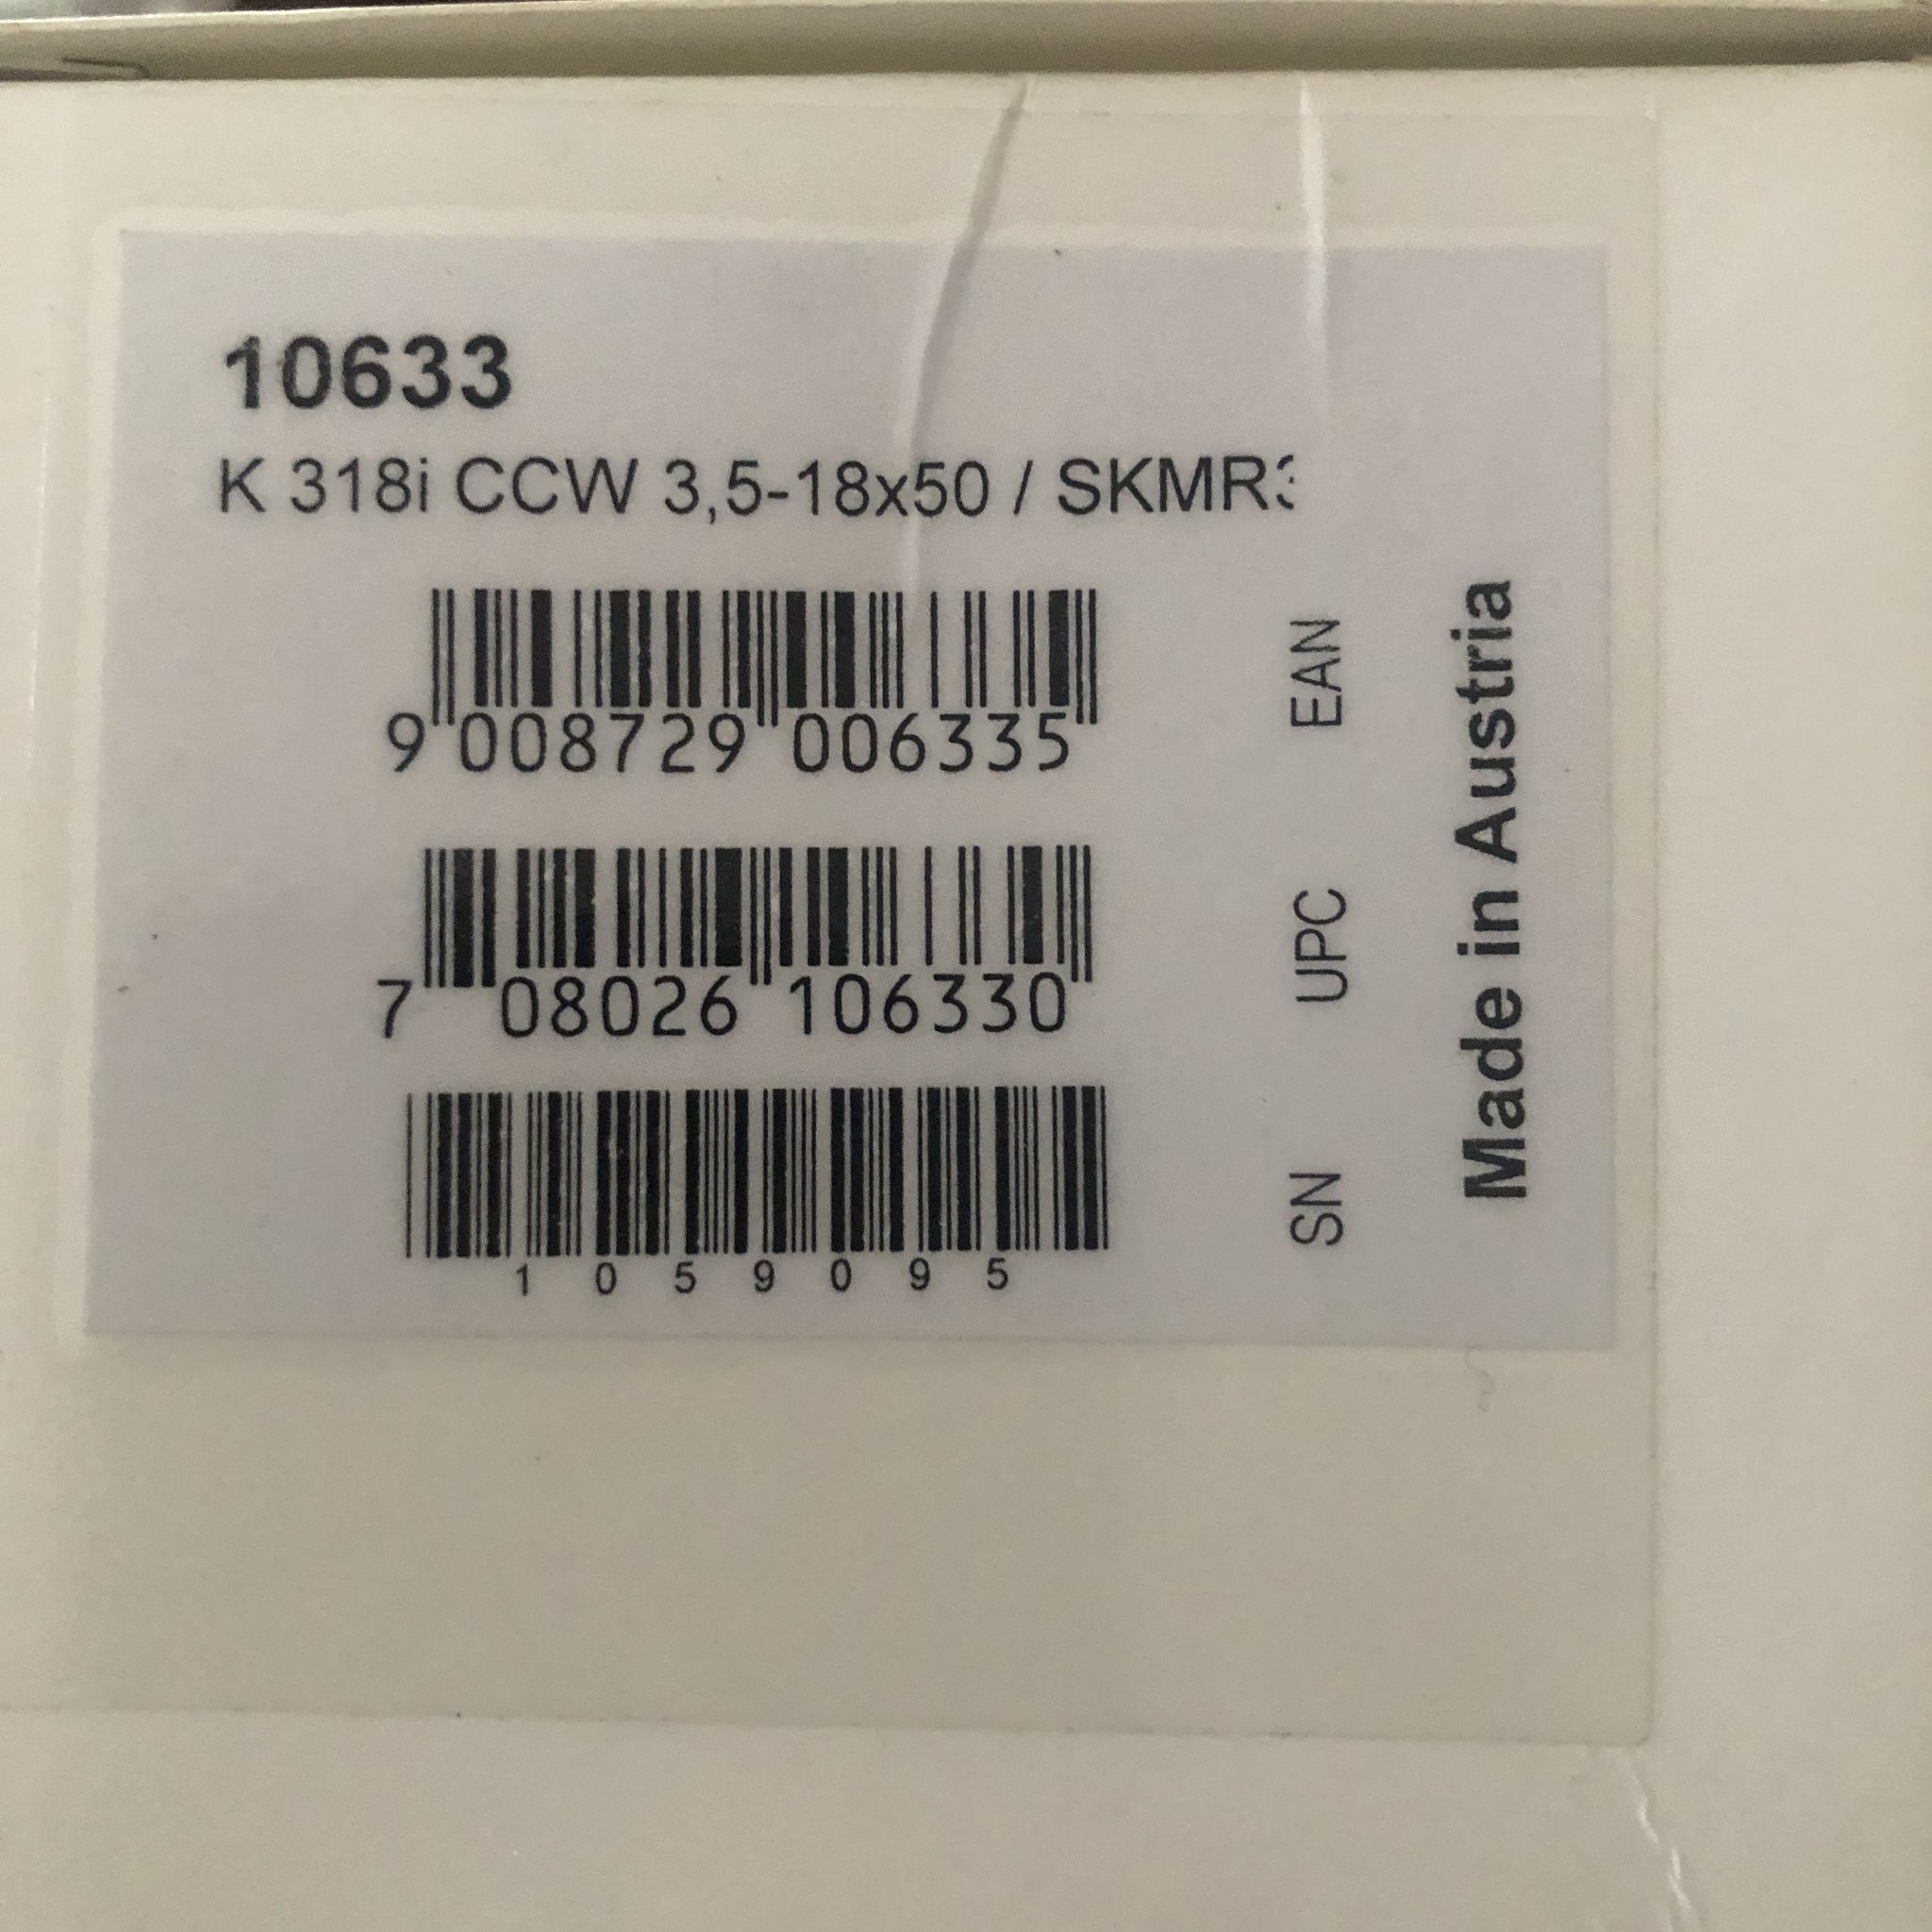 10633
K 318i CCW 3,5-18x50 / SKMR3
9 008729 006335
EAN
7 08026 106330
UPC
1 0 5 9 0 9 5
SN
Made in Austria